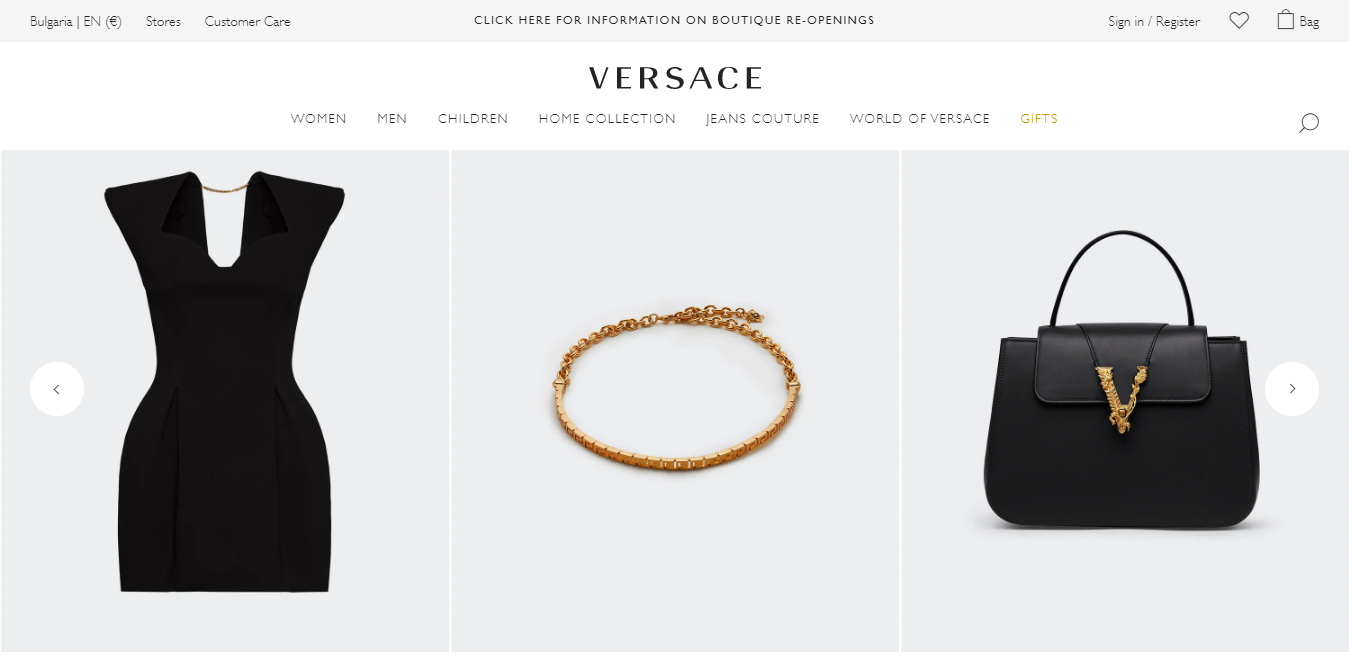 Bulgaria | EN (€) Stores Customer Care CLICK HERE FOR INFORMATION ON BOUTIQUE RE-OPENINGS Sign in / Register Bag
VERSACE
WOMEN MEN CHILDREN HOME COLLECTION JEANS COUTURE WORLD OF VERSACE GIFTS